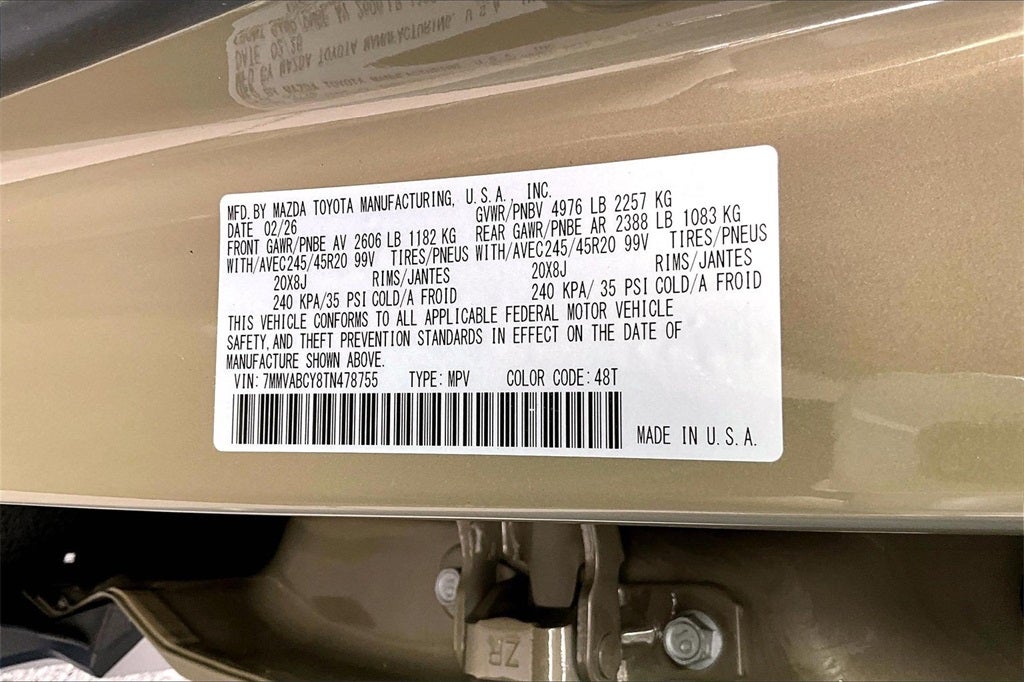 MFD. BY MAZDA TOYOTA MANUFACTURING, U.S.A., INC.
DATE 02/26 GVWR/PNBV 4976 LB 2257 KG
FRONT GAWR/PNBE AV 2606 LB 1182 KG REAR GAWR/PNBE AR 2388 LB 1083 KG
WITH/AVEC245/45R20 99V TIRES/PNEUS WITH/AVEC245/45R20 99V TIRES/PNEUS
20X8J RIMS/JANTES 20X8J RIMS/JANTES
240 KPA/ 35 PSI COLD/A FROID 240 KPA/ 35 PSI COLD/A FROID
THIS VEHICLE CONFORMS TO ALL APPLICABLE FEDERAL MOTOR VEHICLE
SAFETY, AND THEFT PREVENTION STANDARDS IN EFFECT ON THE DATE OF
MANUFACTURE SHOWN ABOVE.
VIN: 7MMVABCY8TN478755 TYPE: MPV COLOR CODE: 48T
MADE IN U.S.A.
ZR